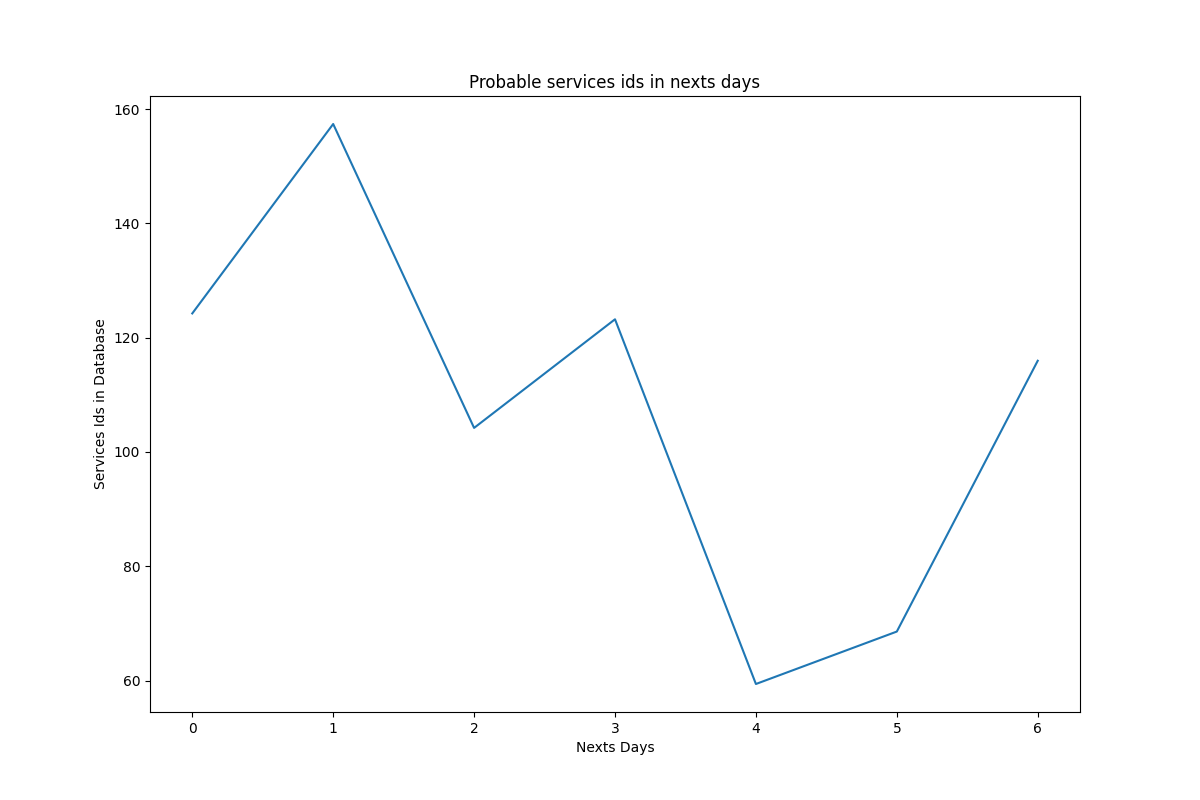 Probable services ids in nexts days
160
140
120
100
80
60
Services Ids in Database
0 1 2 3 4 5 6
Nexts Days